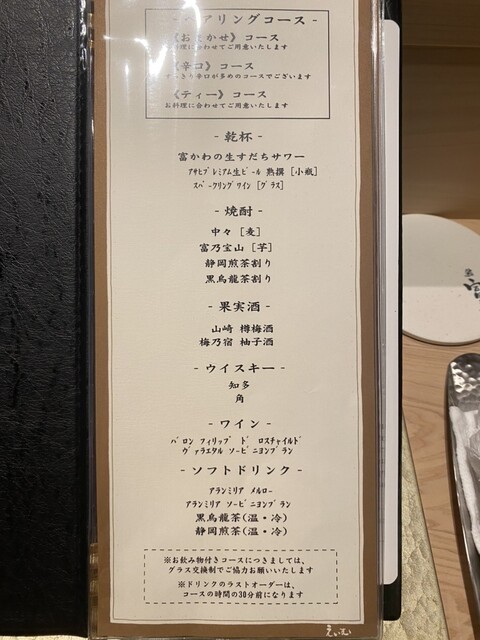 アリングコース -
《おまかせ》コース
お料理に合わせてご用意いたします
《辛口》コース
すっきり辛口が多めのコースでございます
《ティー》コース
お料理に合わせてご用意いたします
- 乾杯 -
富かわの生すだちサワー
ｱｻﾋﾌﾟﾚﾐｱﾑ生ﾋﾞｰﾙ 熟撰 [小瓶]
ｽﾊﾟｰｸﾘﾝｸﾞﾜｲﾝ [ｸﾞﾗｽ]
- 焼酎 -
中々 [麦]
富乃宝山 [芋]
静岡煎茶割り
黒烏龍茶割り
- 果実酒 -
山崎 樽梅酒
梅乃宿 柚子酒
- ウイスキー -
知多
角
- ワイン -
ﾊﾞﾛﾝ ﾌｨﾘｯﾌﾟ ﾄﾞ ﾛｽﾁｬｲﾙﾄﾞ
ｳﾞｧﾗｴﾀﾙ ｿｰﾋﾞﾆﾖﾝﾌﾞﾗﾝ
- ソフトドリンク -
ｱﾗﾝﾐﾘｱ ﾒﾙﾛｰ
ｱﾗﾝﾐﾘｱ ｿｰﾋﾞﾆﾖﾝﾌﾞﾗﾝ
黒烏龍茶(温・冷)
静岡煎茶(温・冷)
※お飲み物付きコースにつきましては、
グラス交換制でご協力お願いいたします
※ドリンクのラストオーダーは、
コースの時間の30分前になります